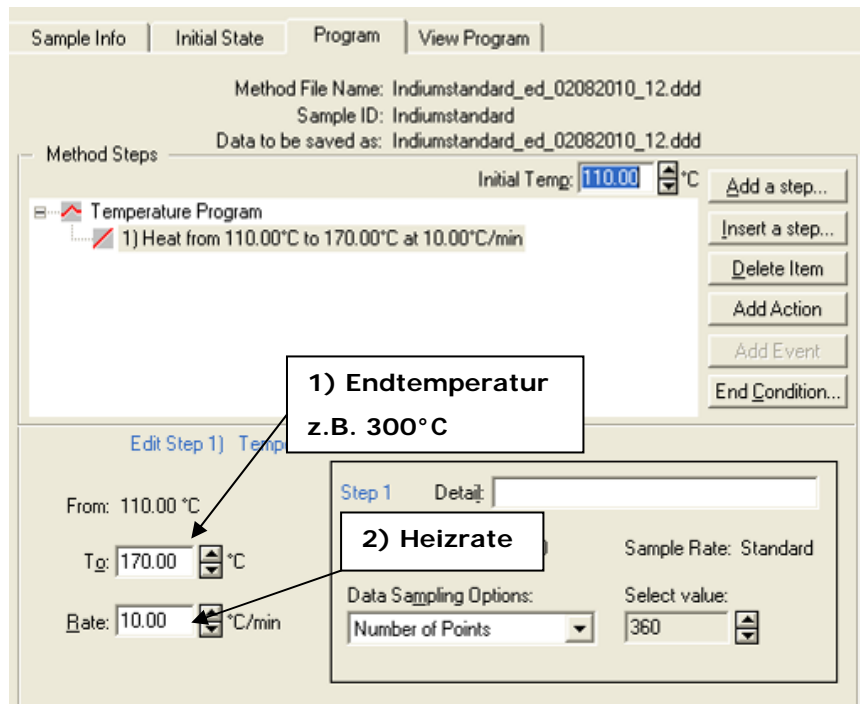 Sample Info Initial State Program View Program
Method File Name: Indiumstandard_ed_02082010_12.ddd
Sample ID: Indiumstandard
Data to be saved as: Indiumstandard_ed_02082010_12.ddd
Method Steps
Initial Temp: 110.00 °C
Add a step...
Temperature Program
1) Heat from 110.00°C to 170.00°C at 10.00°C/min
Insert a step...
Delete Item
Add Action
Add Event
End Condition...
1) Endtemperatur
z.B. 300°C
Edit Step 1)
From: 110.00 °C
To: 170.00 °C
Rate: 10.00 °C/min
Step 1 Detail:
2) Heizrate
Sample Rate: Standard
Data Sampling Options: Select value:
Number of Points 360